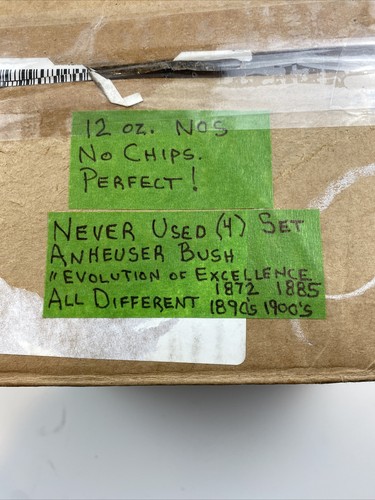 12 oz. NOS
NO CHIPS.
PERFECT!
NEVER USED (4) SET
ANHEUSER BUSH
"EVOLUTION OF EXCELLENCE
1872 1885
ALL DIFFERENT 1890's 1900's